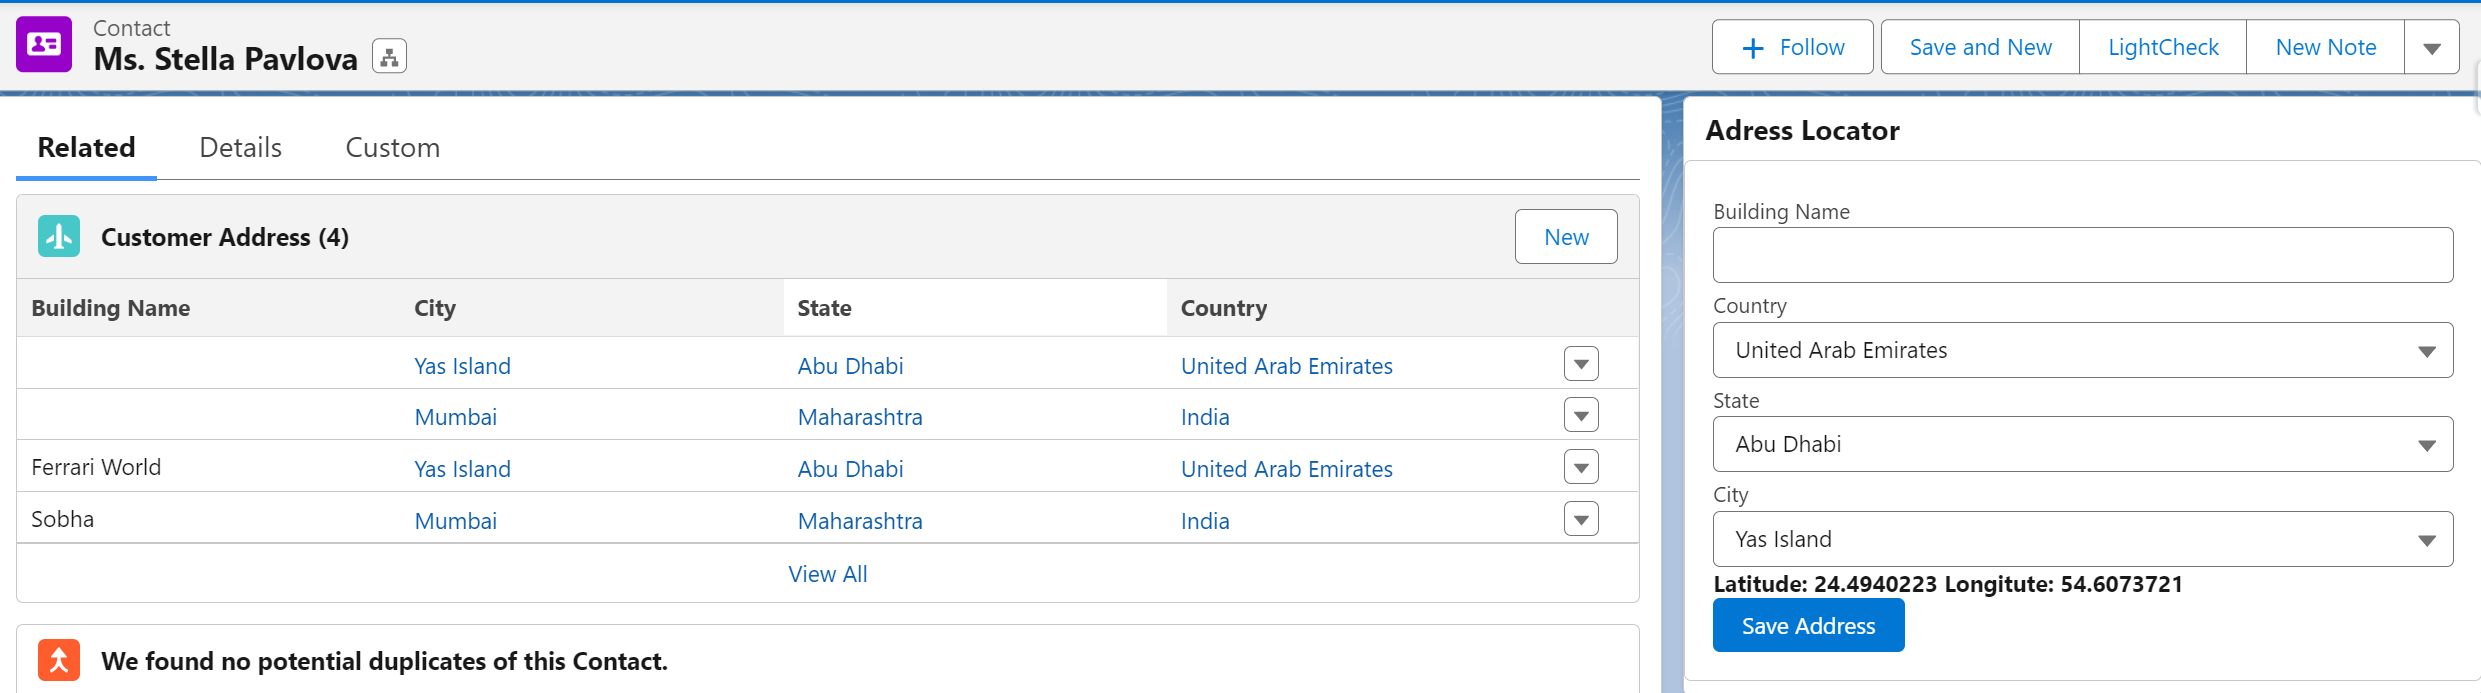 Contact
Ms. Stella Pavlova
Follow
Save and New
LightCheck
New Note
Related
Details
Custom
Customer Address (4)
New
Building Name City State Country
Yas Island Abu Dhabi United Arab Emirates
Mumbai Maharashtra India
Ferrari World Yas Island Abu Dhabi United Arab Emirates
Sobha Mumbai Maharashtra India
View All
We found no potential duplicates of this Contact.
Adress Locator
Building Name
Country
United Arab Emirates
State
Abu Dhabi
City
Yas Island
Latitude: 24.4940223 Longitute: 54.6073721
Save Address